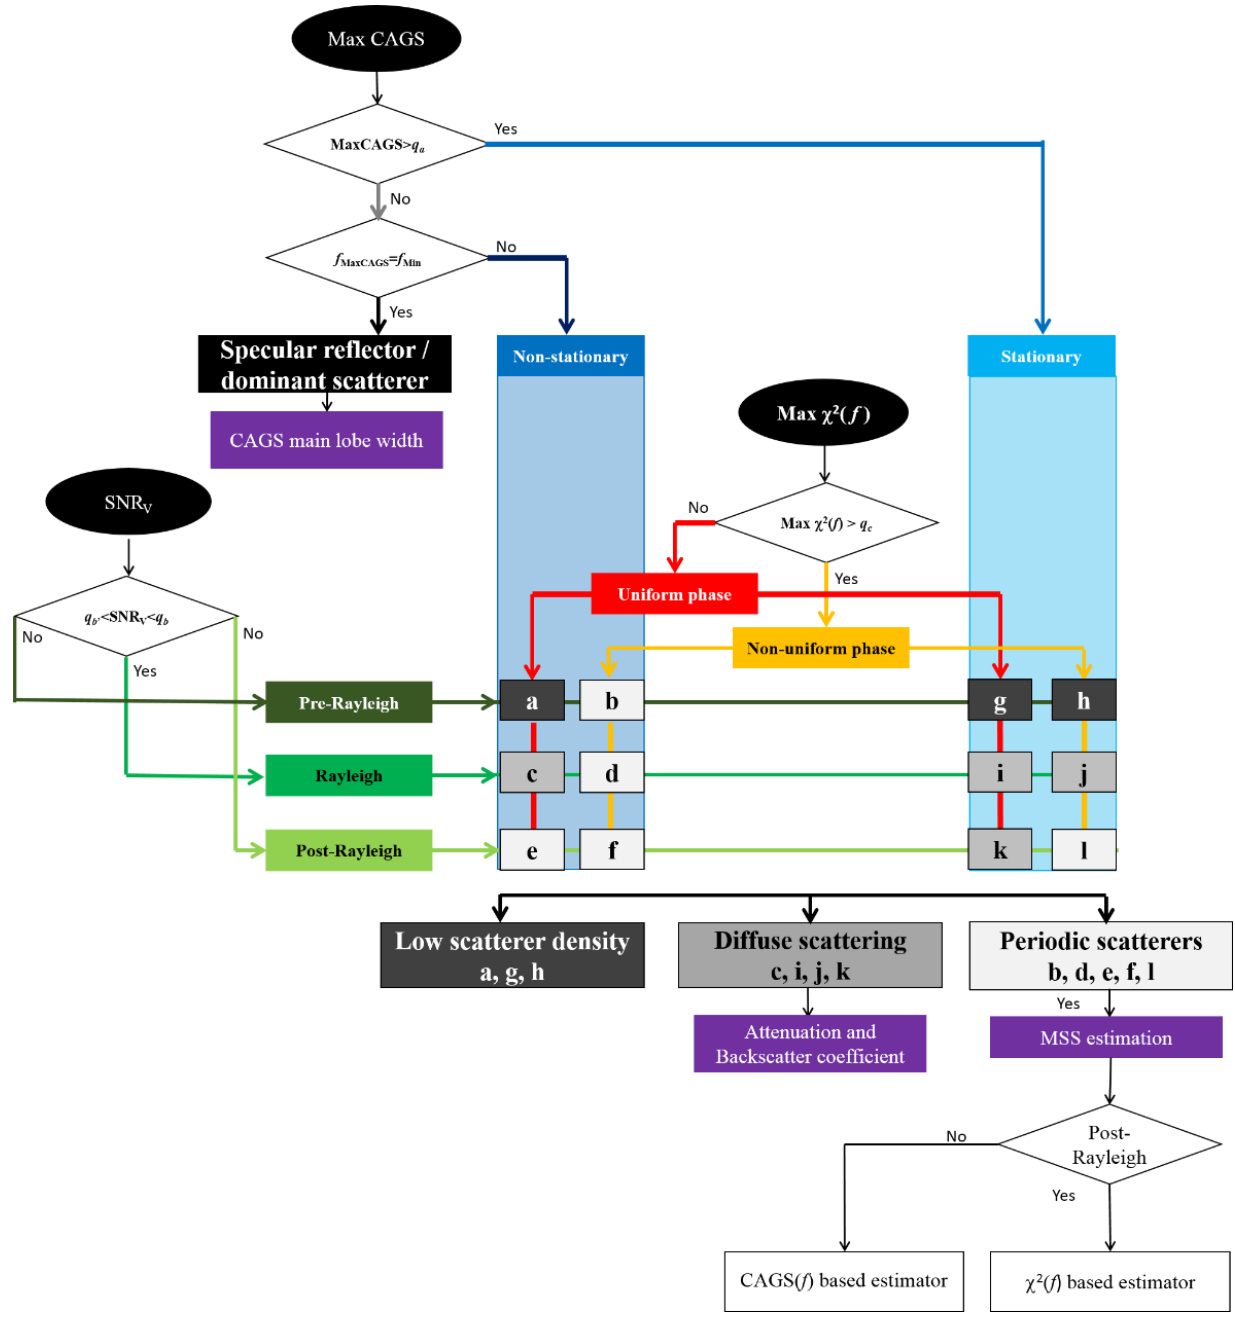 Max CAGS
MaxCAGS>qa
Yes
No
fMaxCAGS=fMin
No
Yes
Specular reflector /
dominant scatterer
CAGS main lobe width
Non-stationary
Stationary
Max χ²(f)
Max χ²(f) > qc
No
Yes
SNRV
qb'<SNRV<qb
No
No
Yes
Uniform phase
Non-uniform phase
Pre-Rayleigh
a
b
g
h
Rayleigh
c
d
i
j
Post-Rayleigh
e
f
k
l
Low scatterer density
a, g, h
Diffuse scattering
c, i, j, k
Periodic scatterers
b, d, e, f, l
Attenuation and
Backscatter coefficient
Yes
MSS estimation
Post-
Rayleigh
No
Yes
CAGS(f) based estimator
χ²(f) based estimator